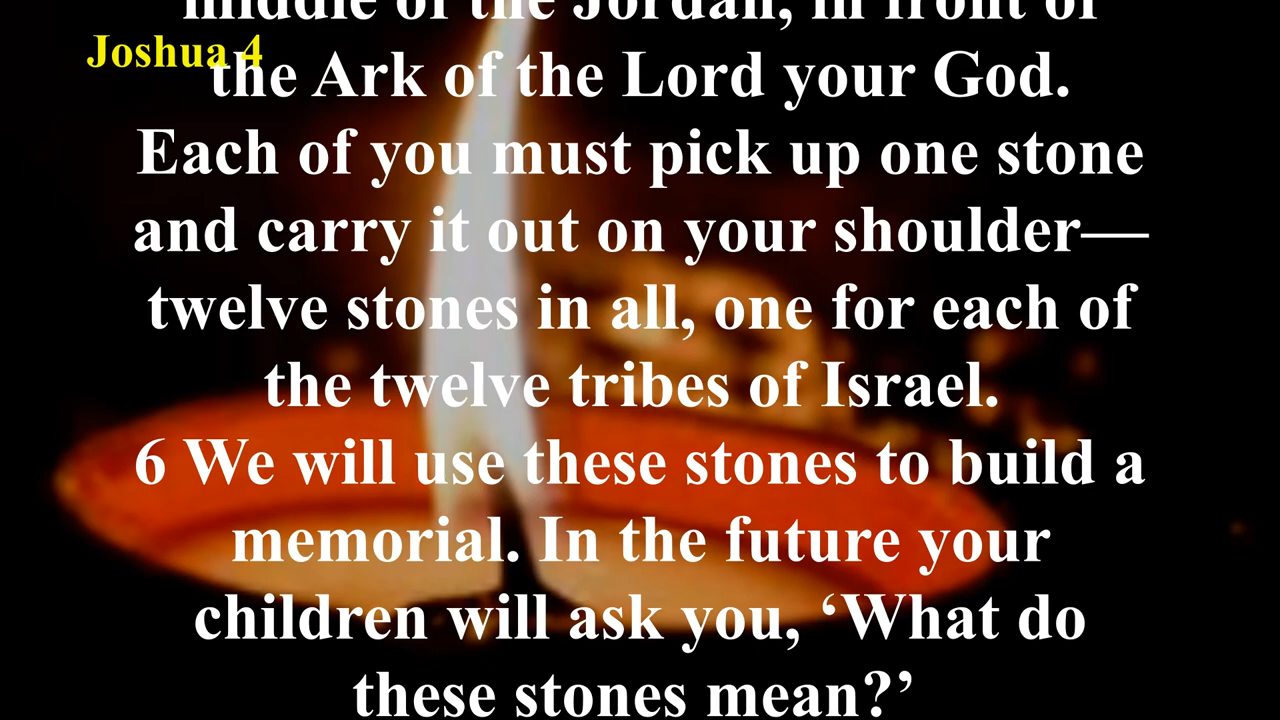 middle of the Jordan, in front of
Joshua 4
the Ark of the Lord your God.
Each of you must pick up one stone
and carry it out on your shoulder—
twelve stones in all, one for each of
the twelve tribes of Israel.
6 We will use these stones to build a
memorial. In the future your
children will ask you, ‘What do
these stones mean?’